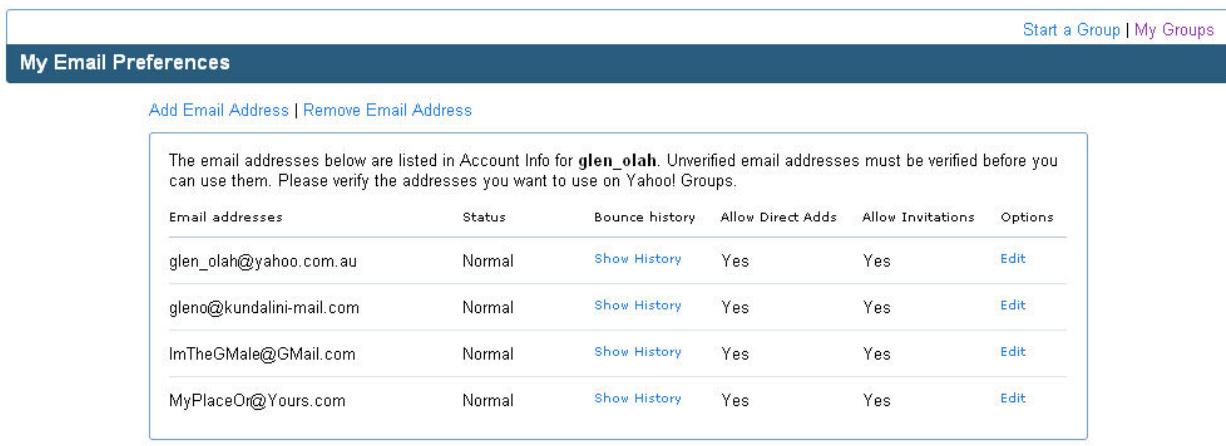 Start a Group | My Groups
My Email Preferences
Add Email Address | Remove Email Address
The email addresses below are listed in Account Info for glen_olah. Unverified email addresses must be verified before you
can use them. Please verify the addresses you want to use on Yahoo! Groups.
Email addresses Status Bounce history Allow Direct Adds Allow Invitations Options
glen_olah@yahoo.com.au Normal Show History Yes Yes Edit
gleno@kundalini-mail.com Normal Show History Yes Yes Edit
ImTheGMale@GMail.com Normal Show History Yes Yes Edit
MyPlaceOr@Yours.com Normal Show History Yes Yes Edit